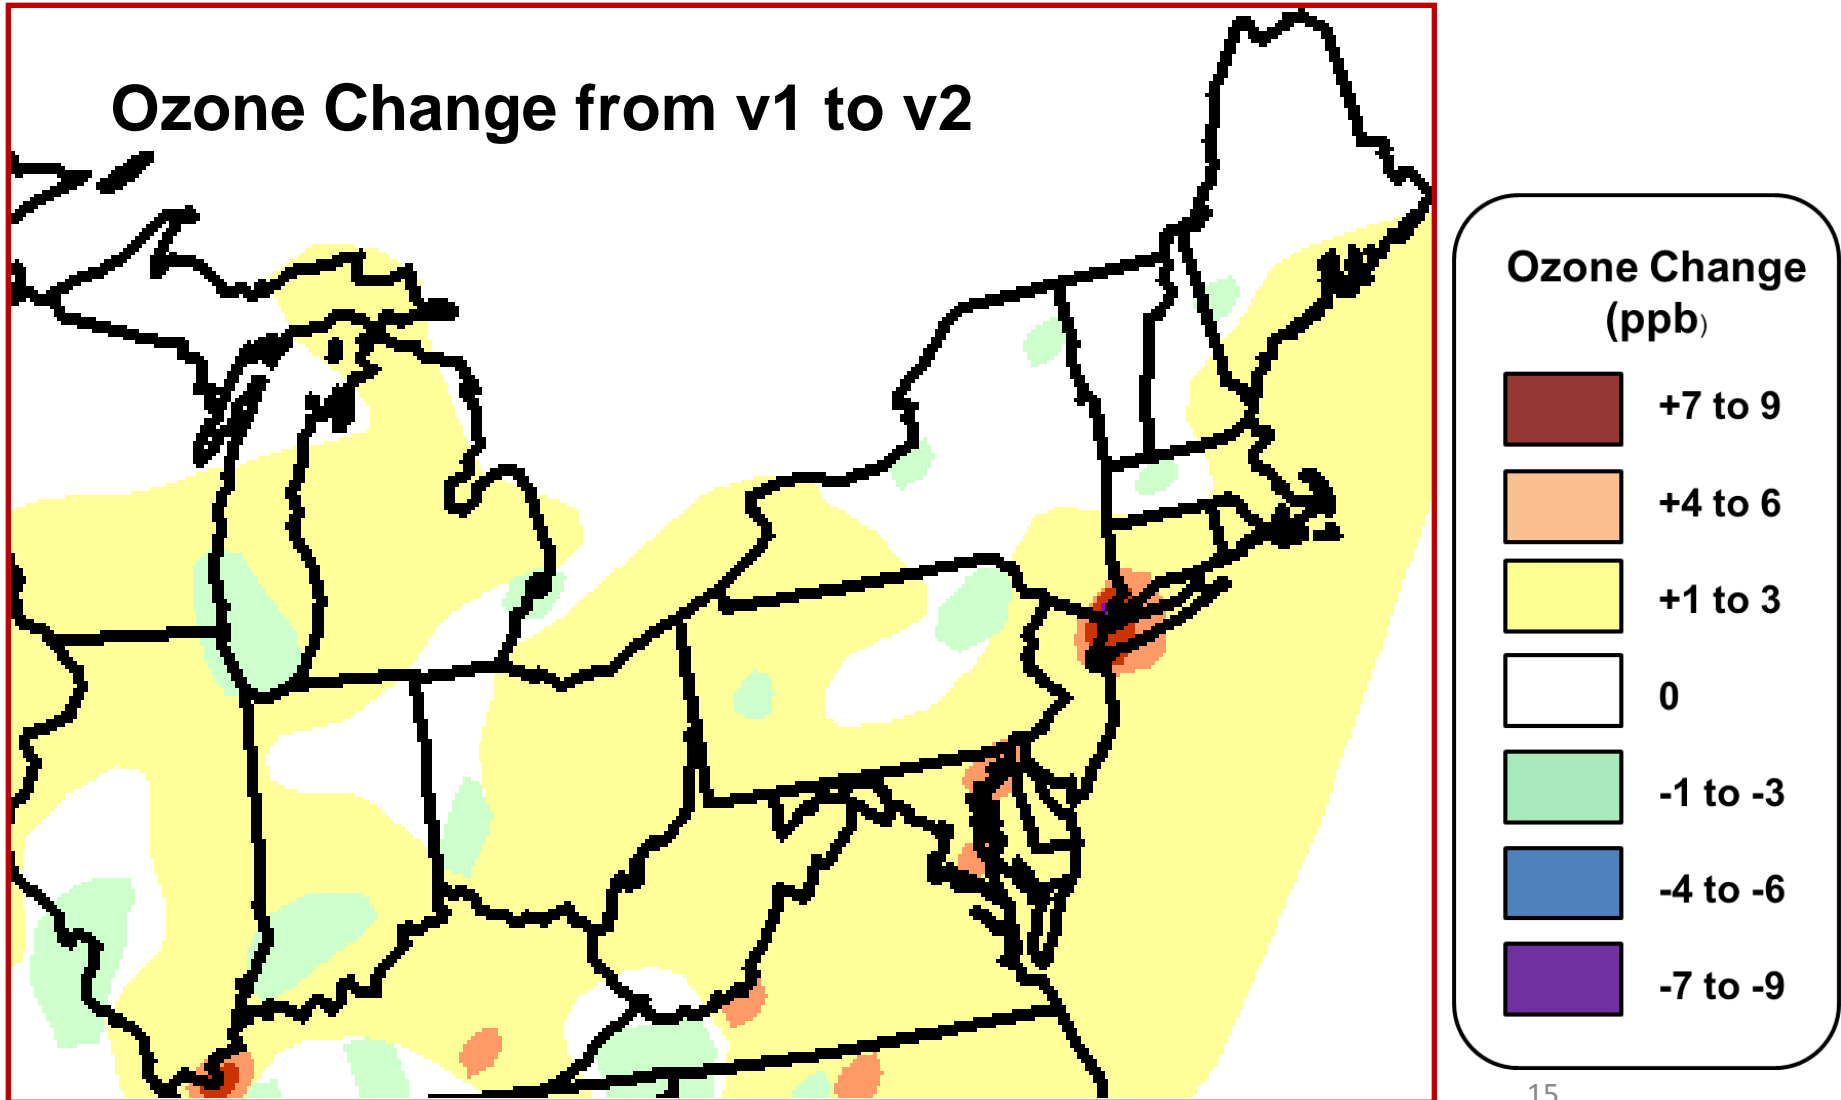 Ozone Change from v1 to v2
Ozone Change
(ppb)
+7 to 9
+4 to 6
+1 to 3
0
-1 to -3
-4 to -6
-7 to -9
15